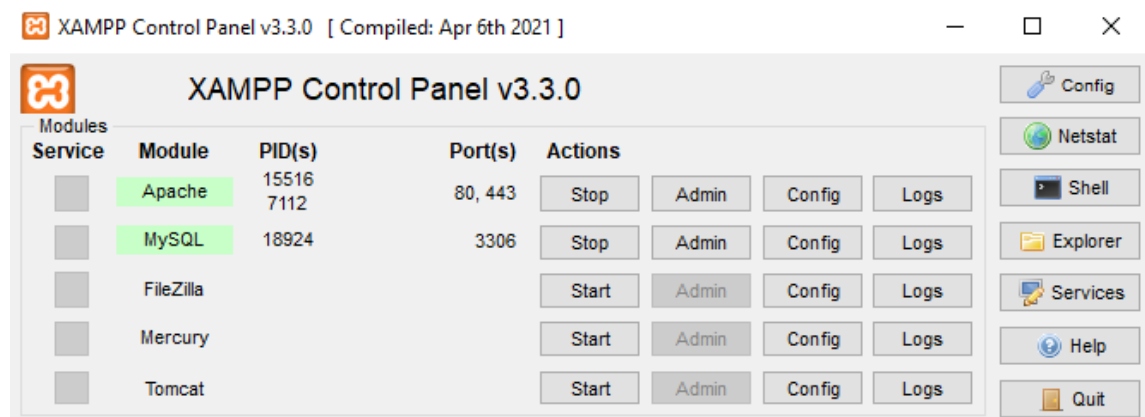 XAMPP Control Panel v3.3.0 [ Compiled: Apr 6th 2021 ]
XAMPP Control Panel v3.3.0
Config
Modules
Netstat
Service Module PID(s) Port(s) Actions
Apache 15516 7112 80, 443 Stop Admin Config Logs
Shell
MySQL 18924 3306 Stop Admin Config Logs
Explorer
FileZilla Start Admin Config Logs
Services
Mercury Start Admin Config Logs
Help
Tomcat Start Admin Config Logs
Quit